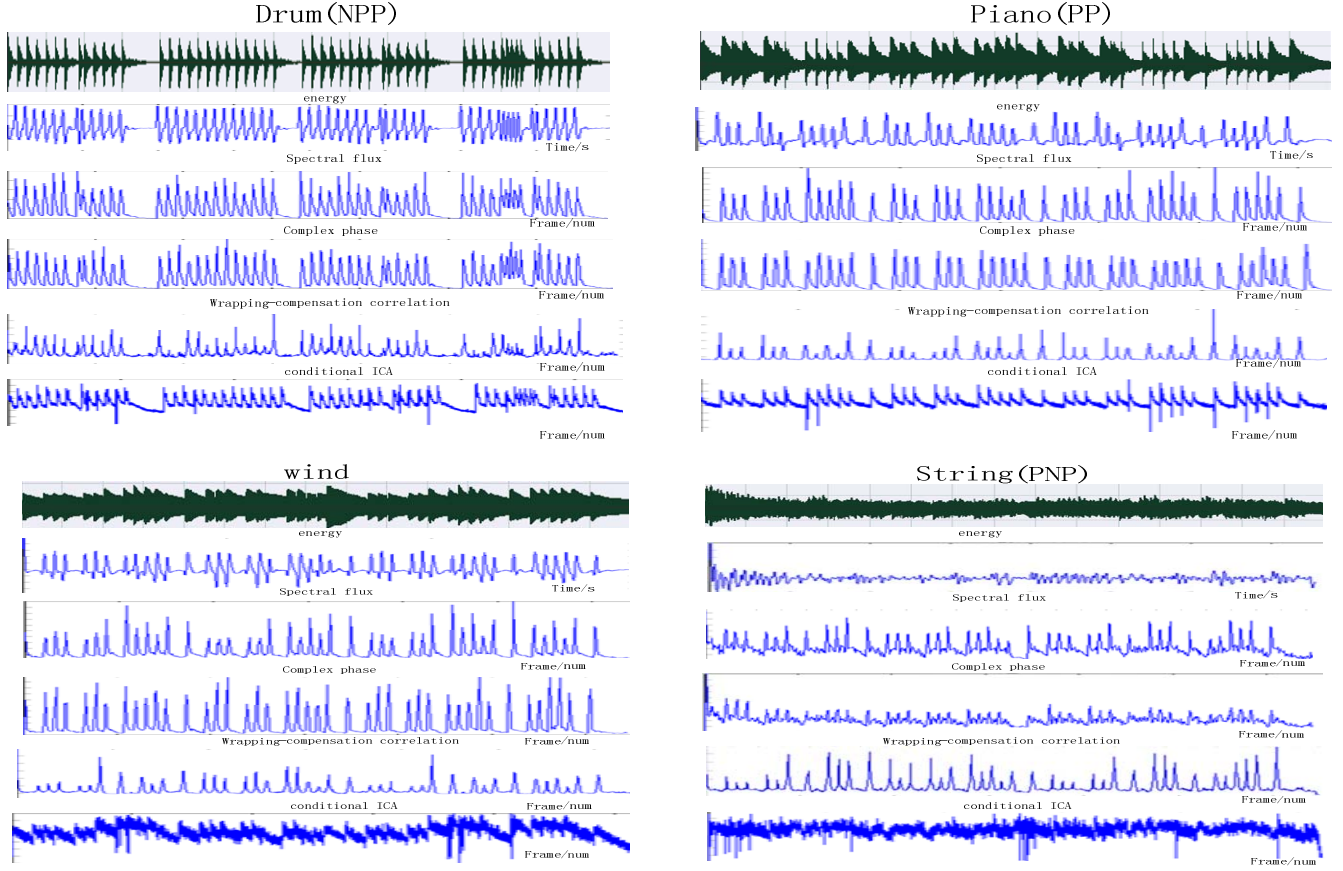 Drum(NPP)
energy
Time/s
Spectral flux
Frame/num
Complex phase
Frame/num
Wrapping-compensation correlation
Frame/num
conditional ICA
Frame/num
Piano(PP)
energy
Time/s
Spectral flux
Frame/num
Complex phase
Frame/num
Wrapping-compensation correlation
Frame/num
conditional ICA
Frame/num
wind
energy
Time/s
Spectral flux
Frame/num
Complex phase
Frame/num
Wrapping-compensation correlation
Frame/num
conditional ICA
Frame/num
String(PNP)
energy
Time/s
Spectral flux
Frame/num
Complex phase
Frame/num
Wrapping-compensation correlation
Frame/num
conditional ICA
Frame/num